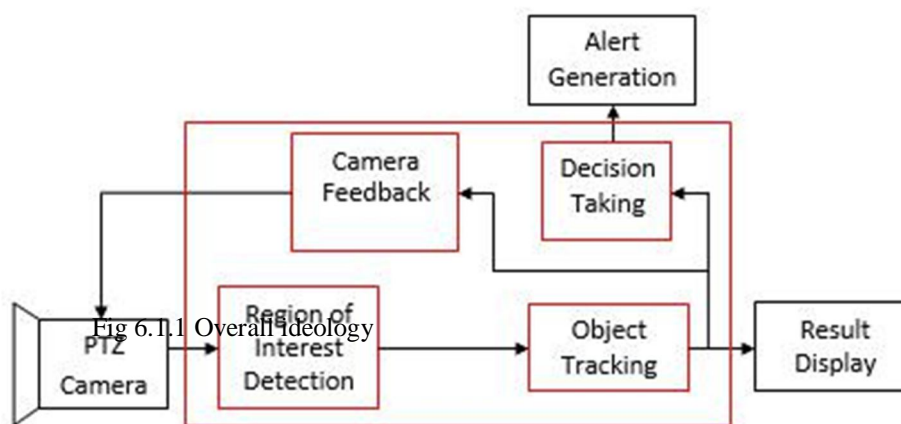 Alert
Generation
Camera
Feedback
Decision
Taking
Region of
Interest
Detection
Fig 6.1.1 Overall ideology
PTZ
Camera
Object
Tracking
Result
Display